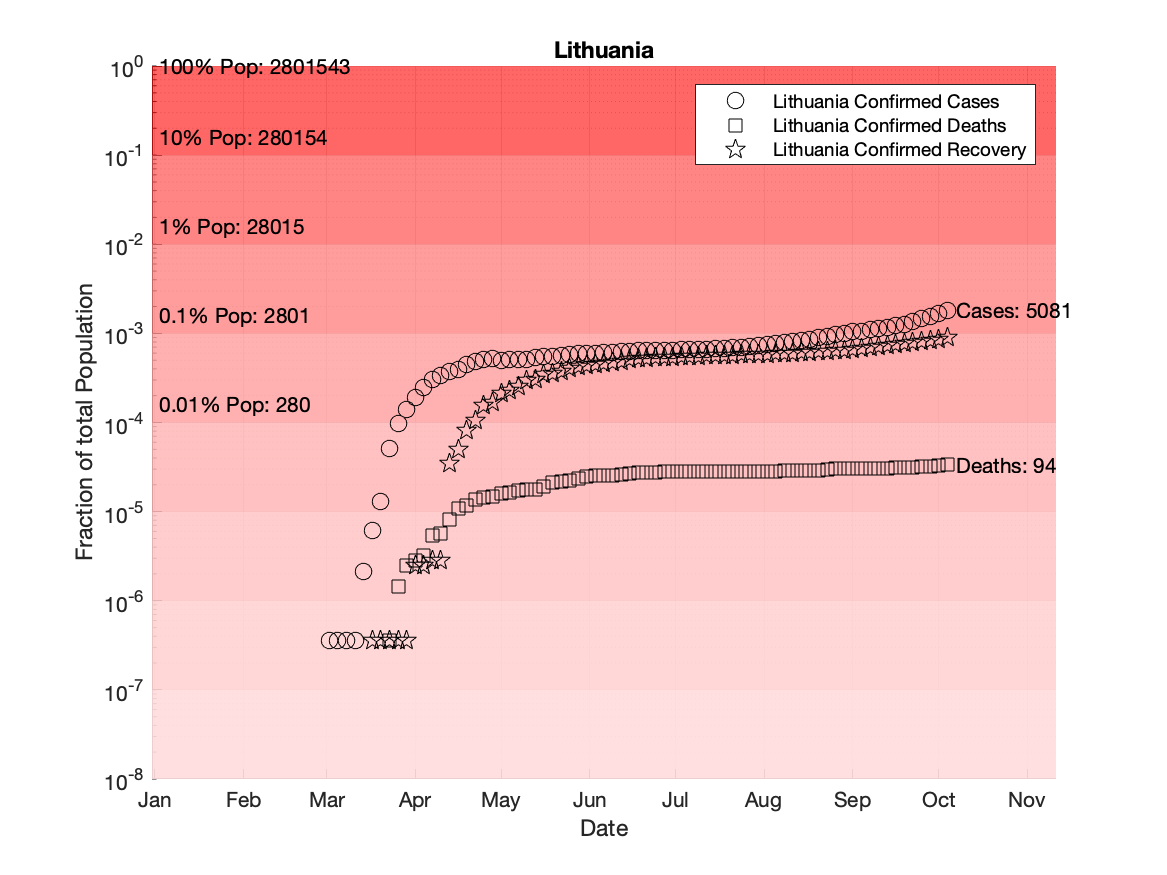 Lithuania
10^0
10^-1
10^-2
10^-3
10^-4
10^-5
10^-6
10^-7
10^-8
Fraction of total Population
100% Pop: 2801543
10% Pop: 280154
1% Pop: 28015
0.1% Pop: 2801
0.01% Pop: 280
Lithuania Confirmed Cases
Lithuania Confirmed Deaths
Lithuania Confirmed Recovery
Cases: 5081
Deaths: 94
Jan Feb Mar Apr May Jun Jul Aug Sep Oct Nov
Date